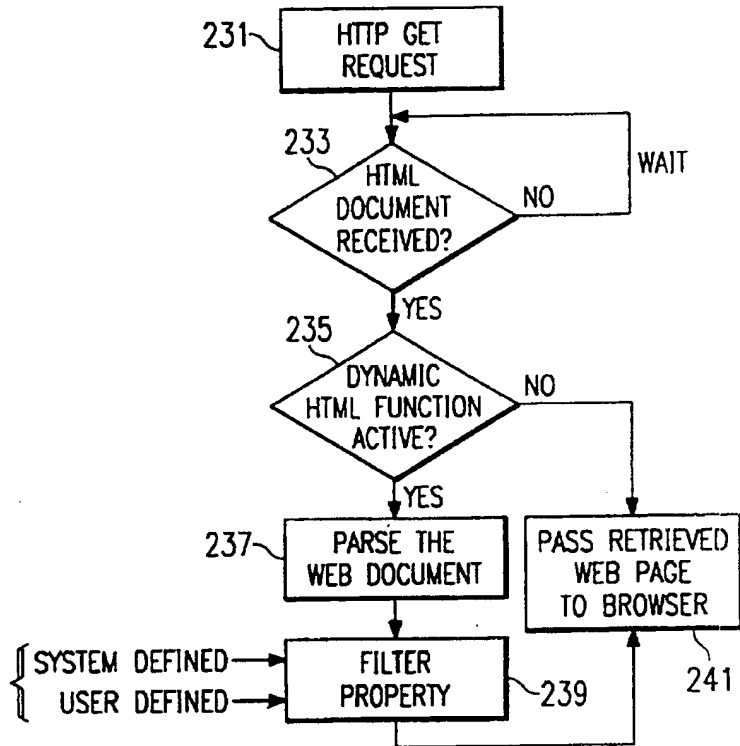 231
HTTP GET
REQUEST
233
HTML
DOCUMENT
RECEIVED?
NO
WAIT
YES
235
DYNAMIC
HTML FUNCTION
ACTIVE?
NO
YES
237
PARSE THE
WEB DOCUMENT
PASS RETRIEVED
WEB PAGE
TO BROWSER
241
SYSTEM DEFINED
USER DEFINED
FILTER
PROPERTY
239